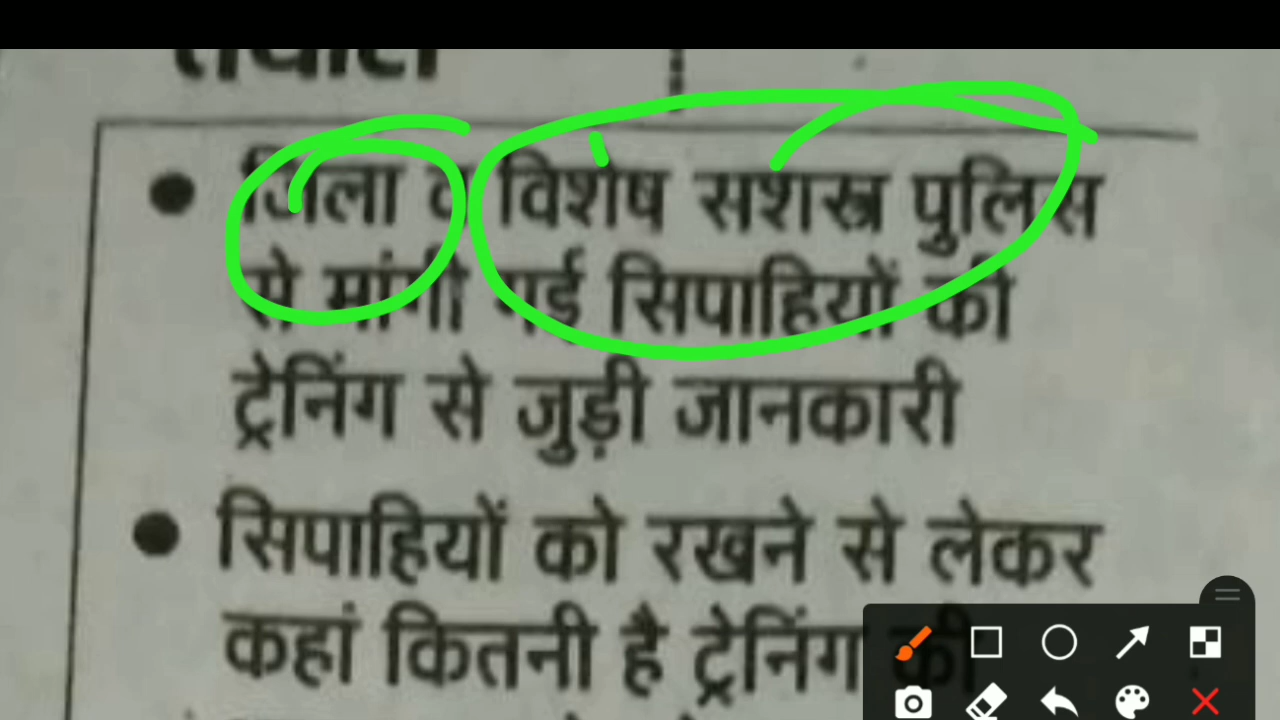 तैयारी
जिला व विशेष सशस्त्र पुलिस
से मांगी गई सिपाहियों की
ट्रेनिंग से जुड़ी जानकारी
सिपाहियों को रखने से लेकर
कहां कितनी है ट्रेनिंग की